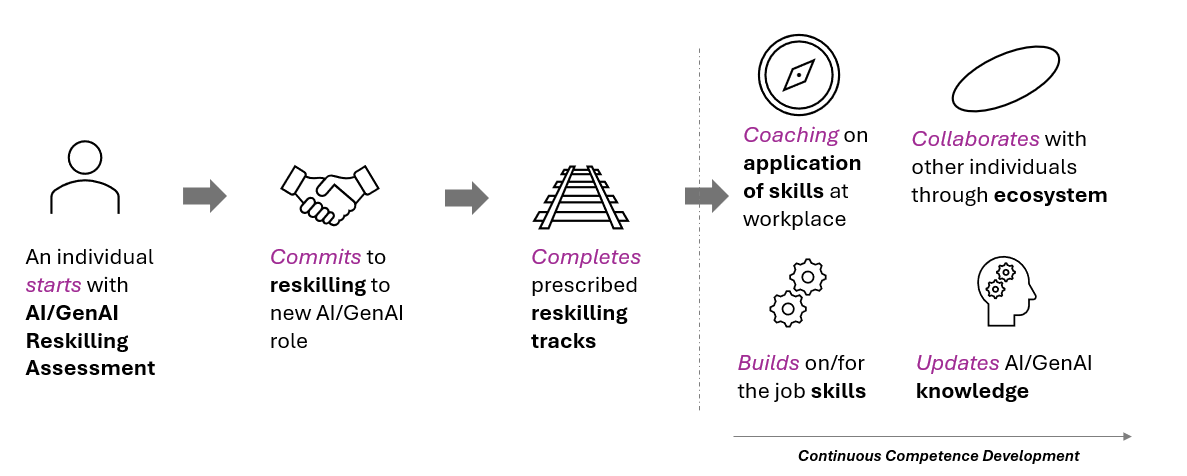 An individual
starts with
AI/GenAI
Reskilling
Assessment
Commits to
reskilling to
new AI/GenAI
role
Completes
prescribed
reskilling
tracks
Coaching on
application
of skills at
workplace
Collaborates with
other individuals
through ecosystem
Builds on/for
the job skills
Updates AI/GenAI
knowledge
Continuous Competence Development